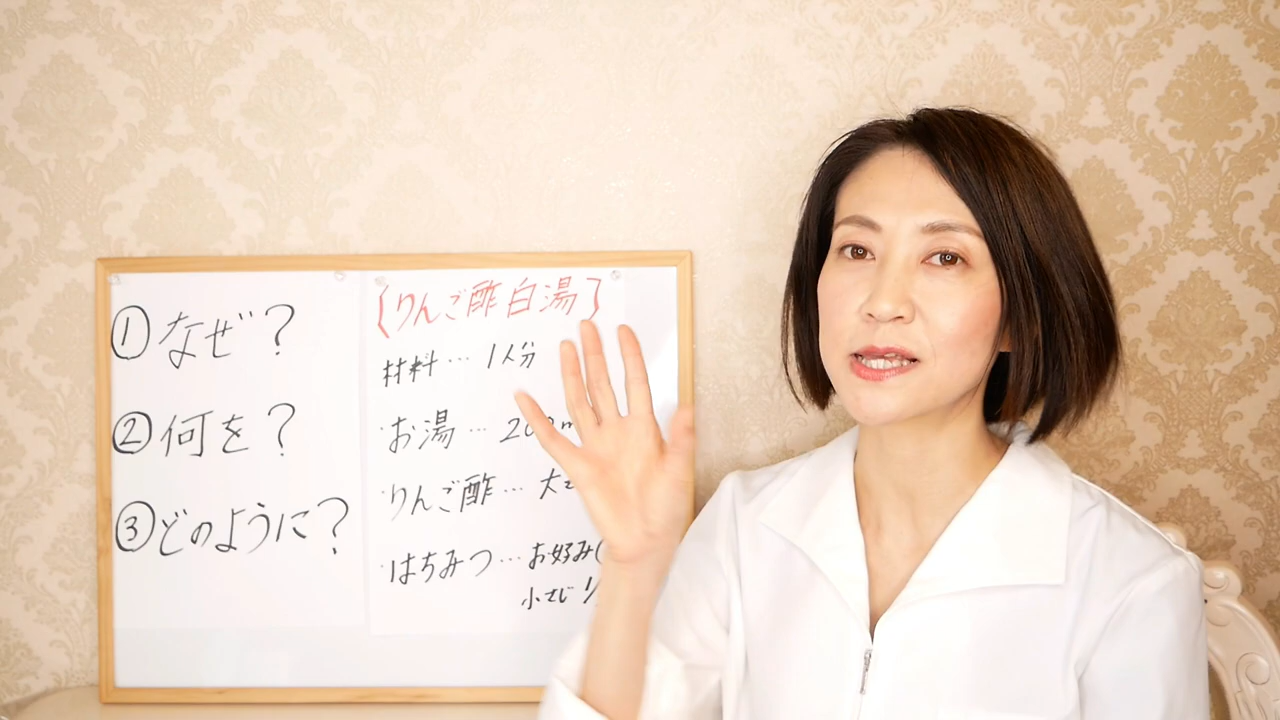 ① なぜ?
② 何を?
③ どのように?
【りんご酢白湯】
材料… 1人分
・お湯…
・りんご酢… 大
・はちみつ… お好み
小さじ